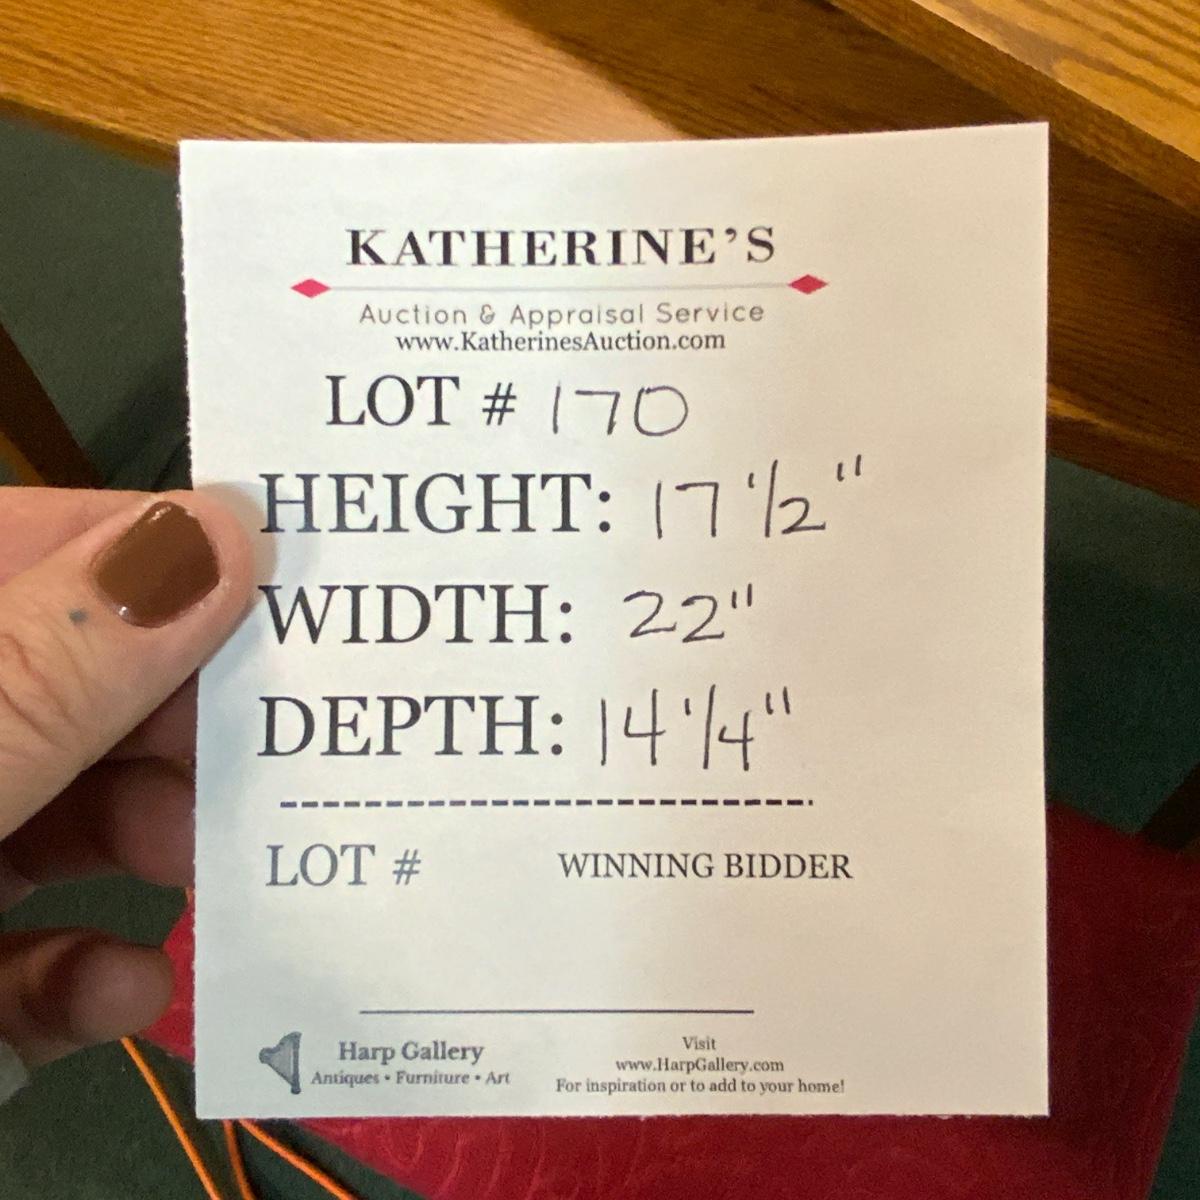 KATHERINE'S
Auction & Appraisal Service
www.KatherinesAuction.com
LOT # 170
HEIGHT: 17 1/2"
WIDTH: 22"
DEPTH: 14 1/4"
LOT # WINNING BIDDER
Harp Gallery
Antiques • Furniture • Art
Visit
www.HarpGallery.com
For inspiration or to add to your home!